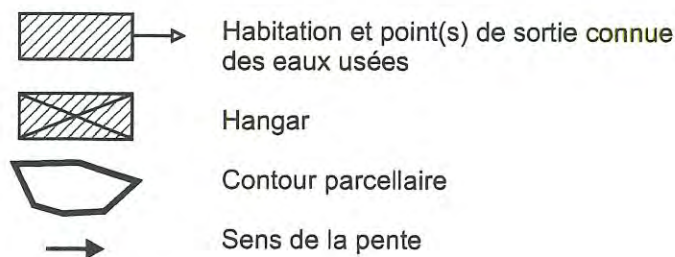 Habitation et point(s) de sortie connue
des eaux usées
Hangar
Contour parcellaire
Sens de la pente